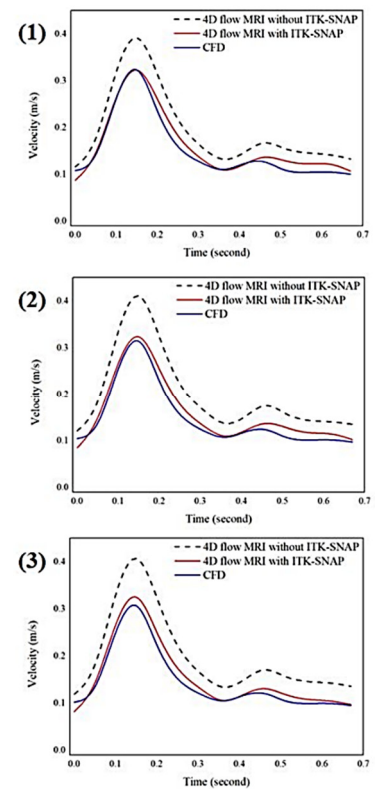 (1)
4D flow MRI without ITK-SNAP
4D flow MRI with ITK-SNAP
CFD
Velocity (m/s)
0.4
0.3
0.2
0.1
0.0
0.0 0.1 0.2 0.3 0.4 0.5 0.6 0.7
Time (second)
(2)
4D flow MRI without ITK-SNAP
4D flow MRI with ITK-SNAP
CFD
Velocity (m/s)
0.4
0.3
0.2
0.1
0.0
0.0 0.1 0.2 0.3 0.4 0.5 0.6 0.7
Time (second)
(3)
4D flow MRI without ITK-SNAP
4D flow MRI with ITK-SNAP
CFD
Velocity (m/s)
0.4
0.3
0.2
0.1
0.0
0.0 0.1 0.2 0.3 0.4 0.5 0.6 0.7
Time (second)